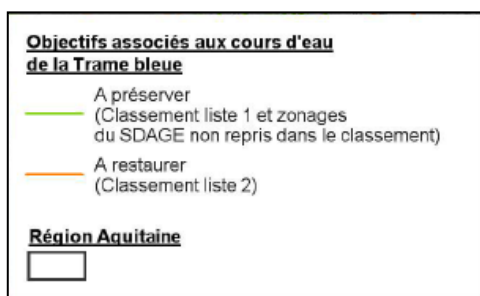 Objectifs associés aux cours d'eau
de la Trame bleue
A préserver
(Classement liste 1 et zonages
du SDAGE non repris dans le classement)
A restaurer
(Classement liste 2)
Région Aquitaine